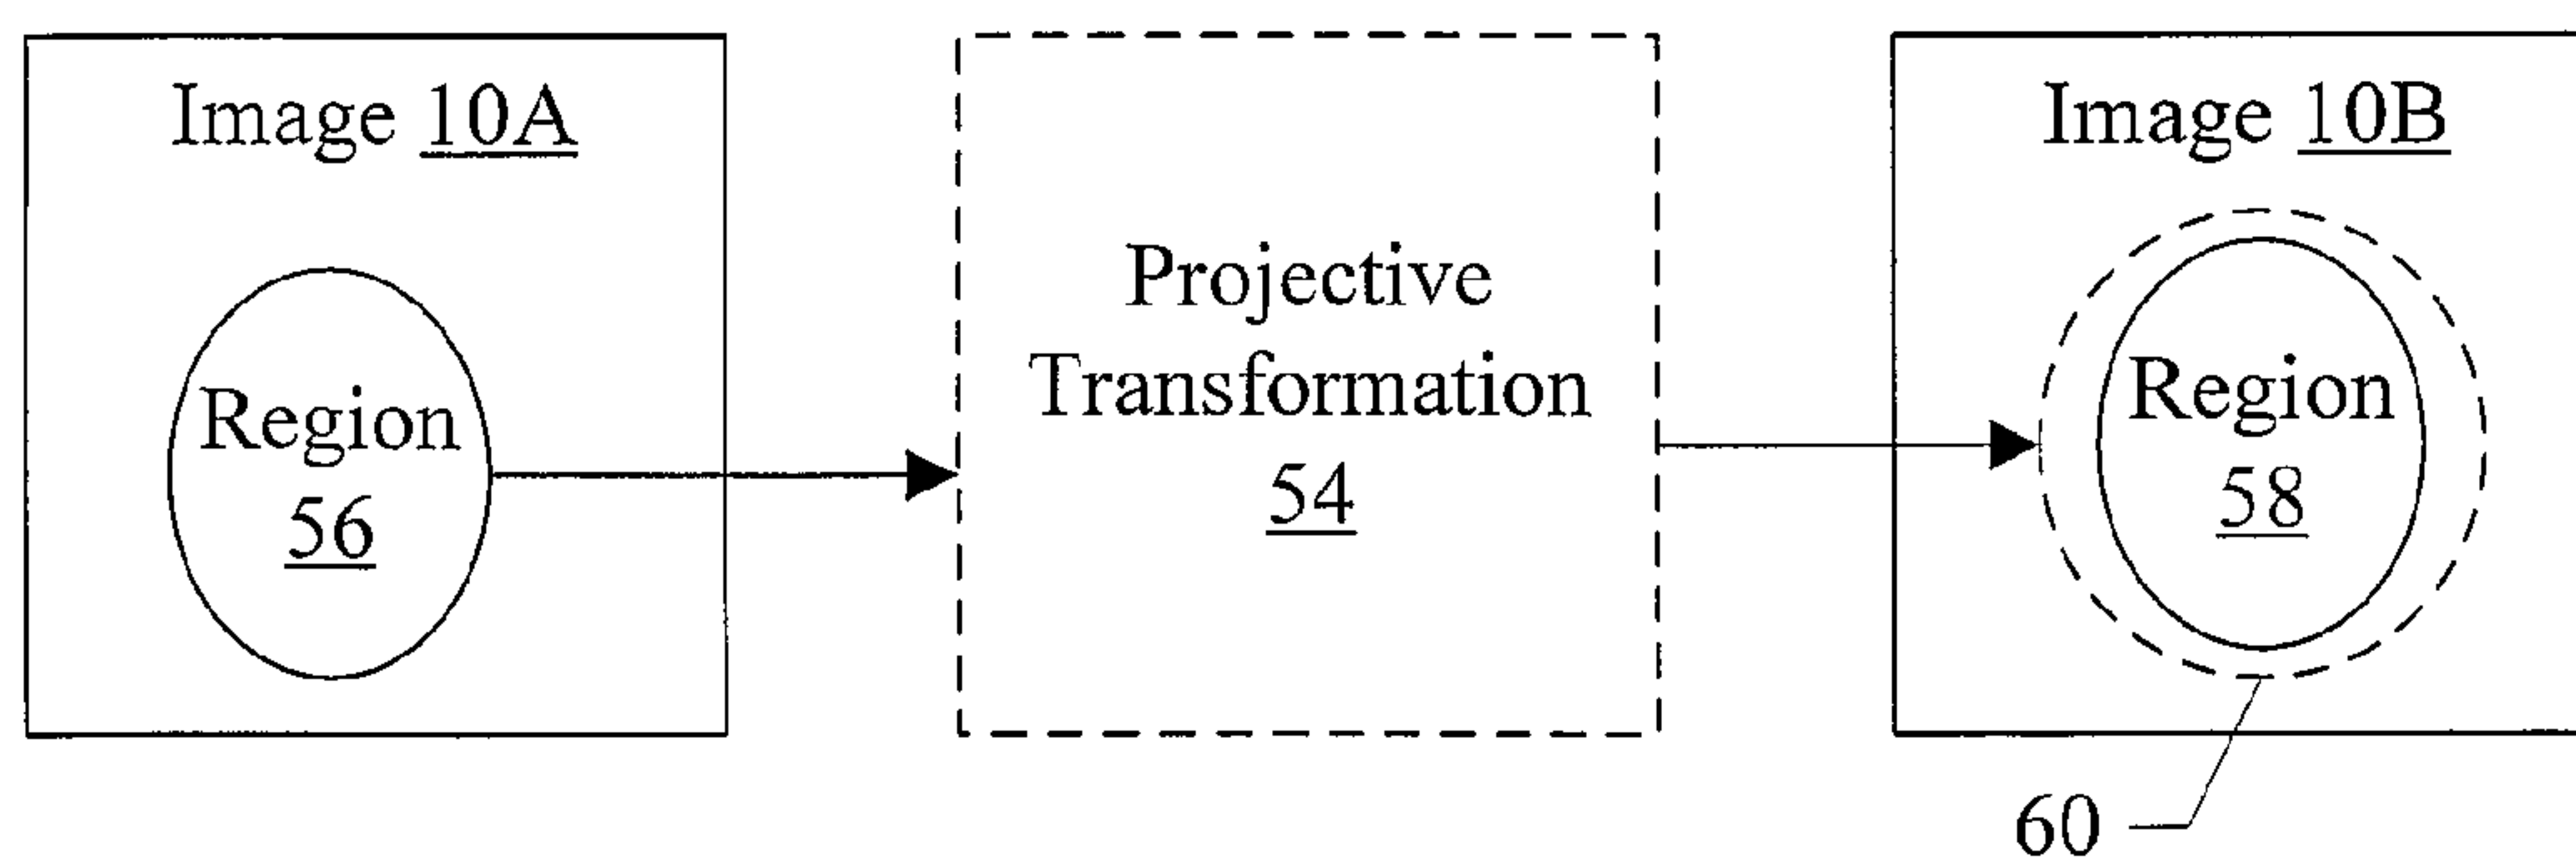 Image 10A
Region
56
Projective
Transformation
54
Image 10B
Region
58
60